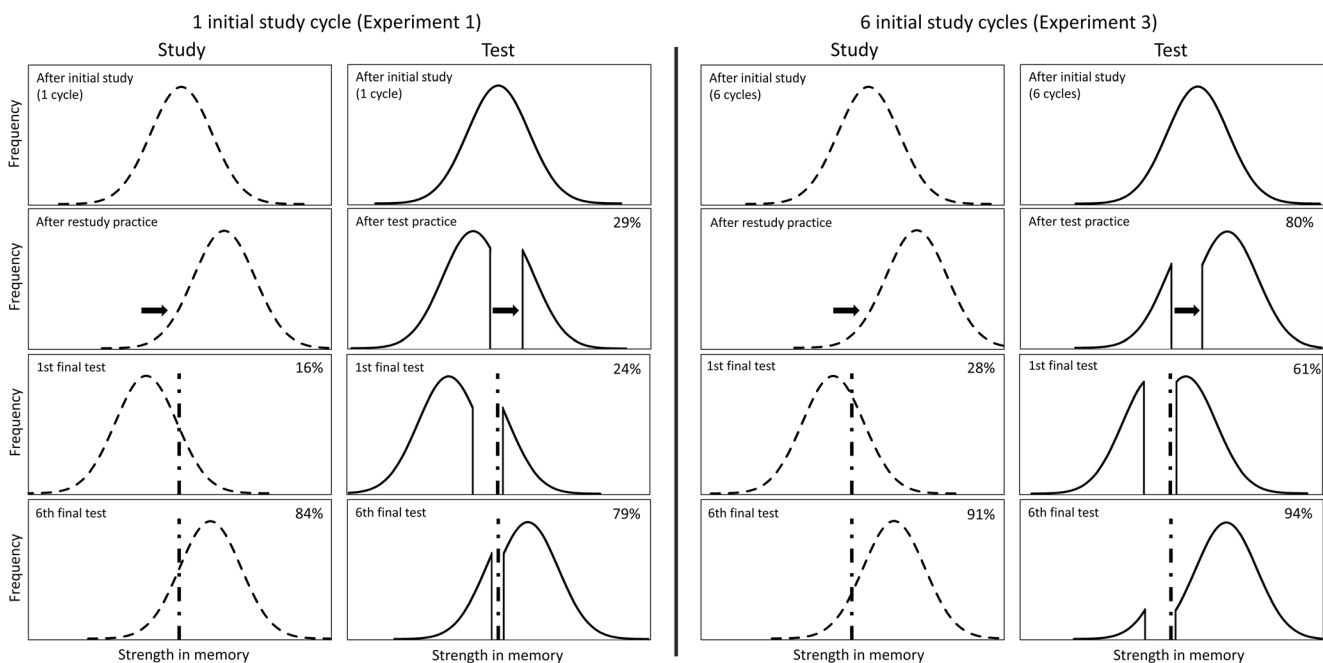 1 initial study cycle (Experiment 1)
6 initial study cycles (Experiment 3)
Study
Test
Study
Test
Frequency
After initial study
(1 cycle)
After initial study
(1 cycle)
After initial study
(6 cycles)
After initial study
(6 cycles)
Frequency
After restudy practice
After test practice
29%
After restudy practice
After test practice
80%
Frequency
1st final test
16%
1st final test
24%
1st final test
28%
1st final test
61%
Frequency
6th final test
84%
6th final test
79%
6th final test
91%
6th final test
94%
Strength in memory
Strength in memory
Strength in memory
Strength in memory